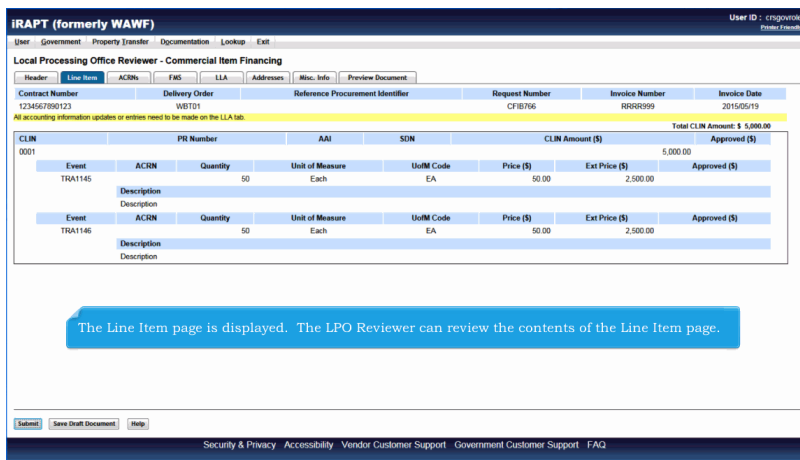 iRAPT (formerly WAWF)
User ID : crsgovrole
Printer Friendl
User Government Property Transfer Documentation Lookup Exit
Local Processing Office Reviewer - Commercial Item Financing
Header Line Item ACRNs FMS LLA Addresses Misc. Info Preview Document
Contract Number Delivery Order Reference Procurement Identifier Request Number Invoice Number Invoice Date
1234567890123 WBT01 CFIB766 RRRR999 2015/05/19
All accounting information updates or entries need to be made on the LLA tab.
Total CLIN Amount: $ 5,000.00
CLIN PR Number AAI SDN CLIN Amount ($) Approved ($)
0001 5,000.00
Event ACRN Quantity Unit of Measure UofM Code Price ($) Ext Price ($) Approved ($)
TRA1145 50 Each EA 50.00 2,500.00
Description
Description
Event ACRN Quantity Unit of Measure UofM Code Price ($) Ext Price ($) Approved ($)
TRA1146 50 Each EA 50.00 2,500.00
Description
Description
The Line Item page is displayed. The LPO Reviewer can review the contents of the Line Item page.
Submit Save Draft Document Help
Security & Privacy Accessibility Vendor Customer Support Government Customer Support FAQ